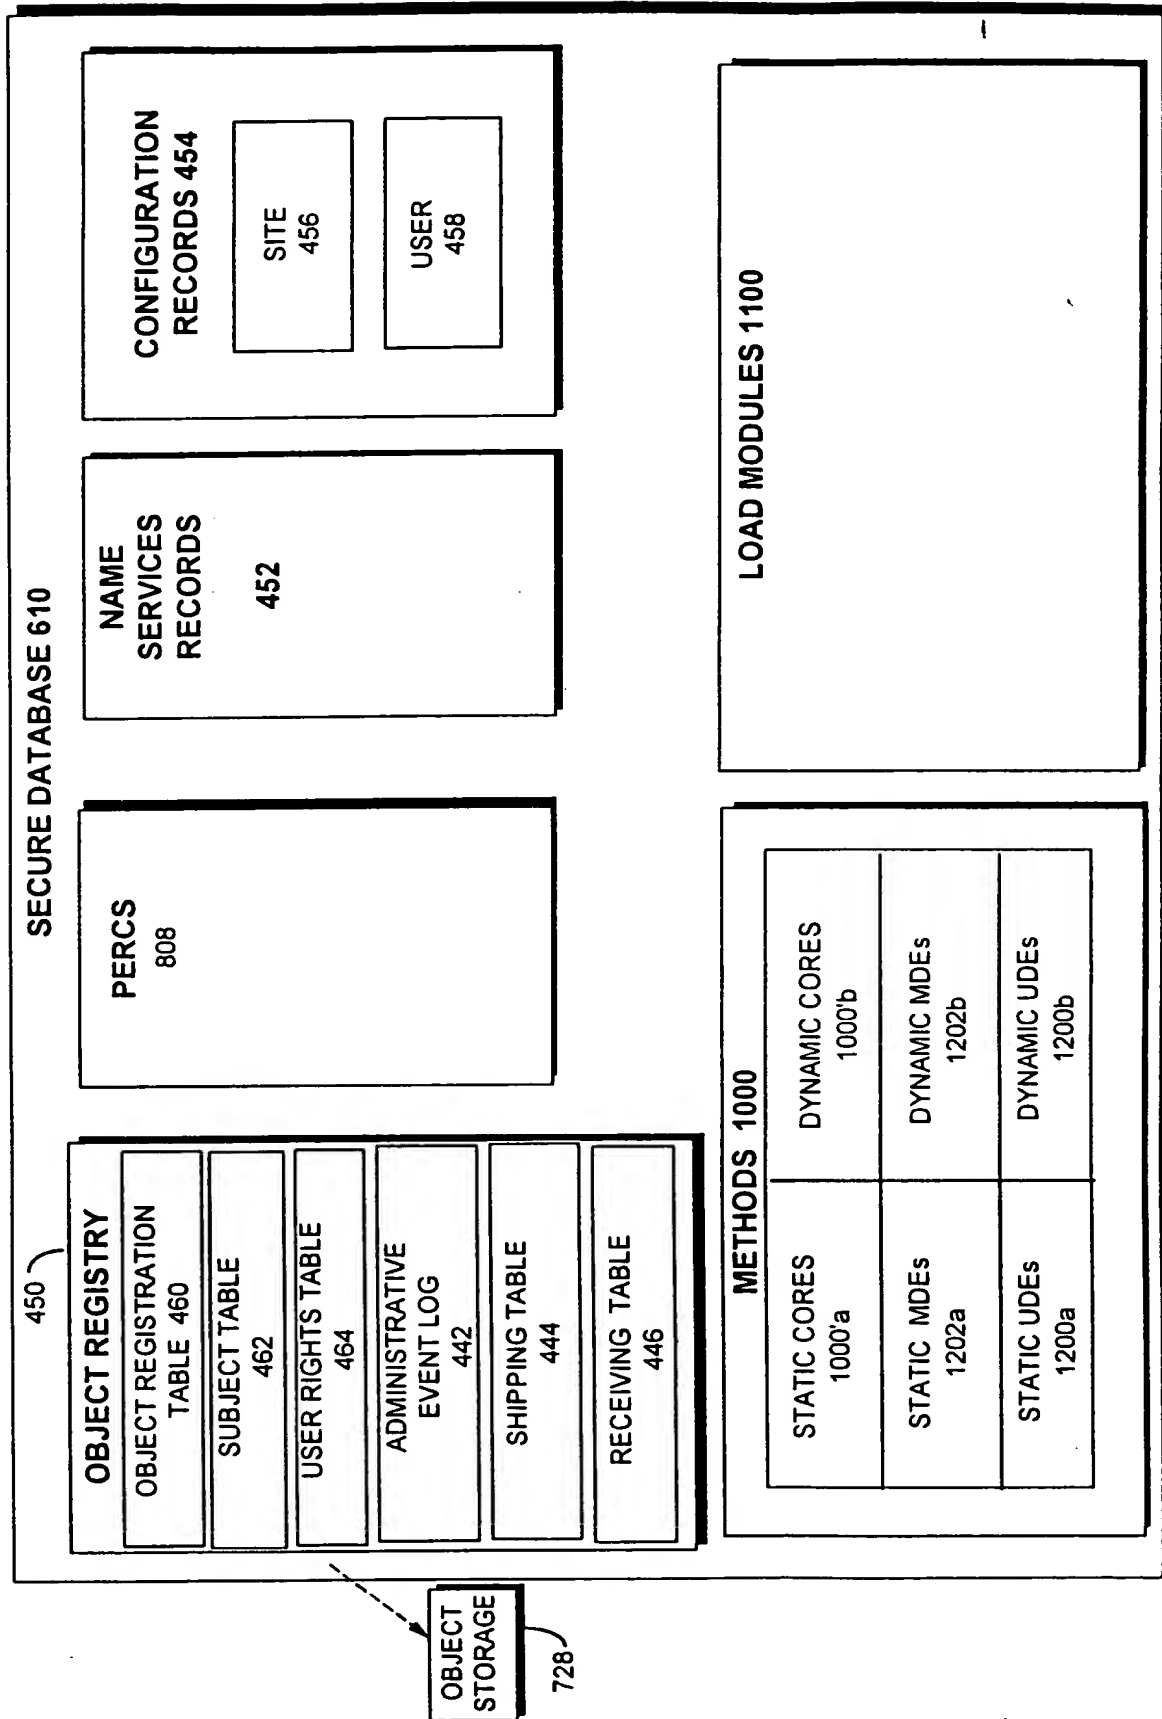 SECURE DATABASE 610
450
OBJECT REGISTRY
OBJECT REGISTRATION
TABLE 460
SUBJECT TABLE
462
USER RIGHTS TABLE
464
ADMINISTRATIVE
EVENT LOG
442
SHIPPING TABLE
444
RECEIVING TABLE
446
OBJECT
STORAGE
728
PERCS
808
NAME
SERVICES
RECORDS
452
CONFIGURATION
RECORDS 454
SITE
456
USER
458
METHODS 1000
STATIC CORES
1000'a
DYNAMIC CORES
1000'b
STATIC MDEs
1202a
DYNAMIC MDEs
1202b
STATIC UDEs
1200a
DYNAMIC UDEs
1200b
LOAD MODULES 1100